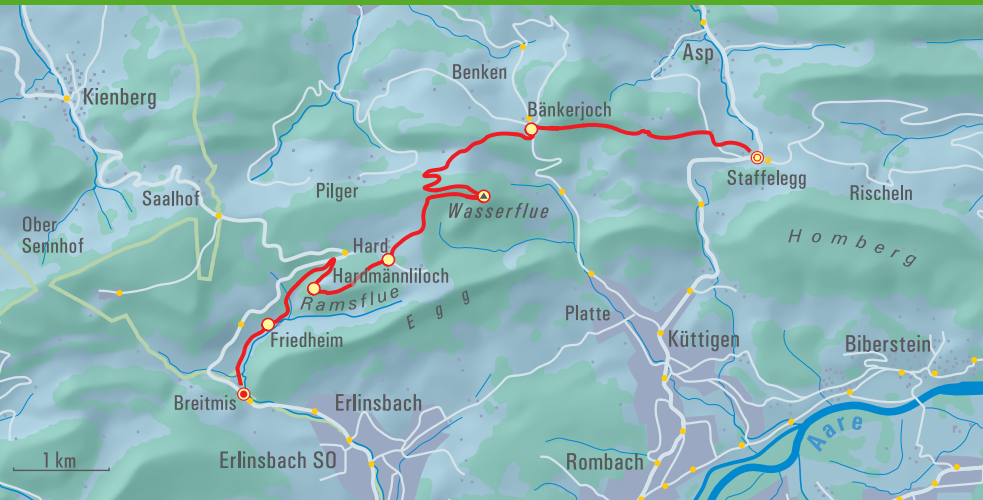 Asp
Benken
Kienberg
Bänkerjoch
Staffelegg
Pilger
Saalhof
Rischeln
Wasserflue
Ober
Sennhof
Homberg
Hard
Hardmännliloch
Ramsflue
Egg
Platte
Friedheim
Küttigen
Biberstein
Breitmis
Erlinsbach
Aare
1 km
Erlinsbach SO
Rombach